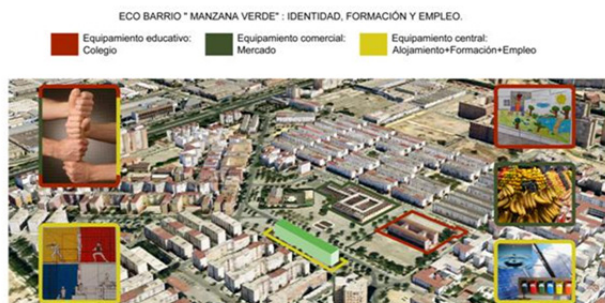 ECO BARRIO " MANZANA VERDE" : IDENTIDAD, FORMACIÓN Y EMPLEO.
Equipamiento educativo:
Colegio
Equipamiento comercial:
Mercado
Equipamiento central:
Alojamiento+Formación+Empleo